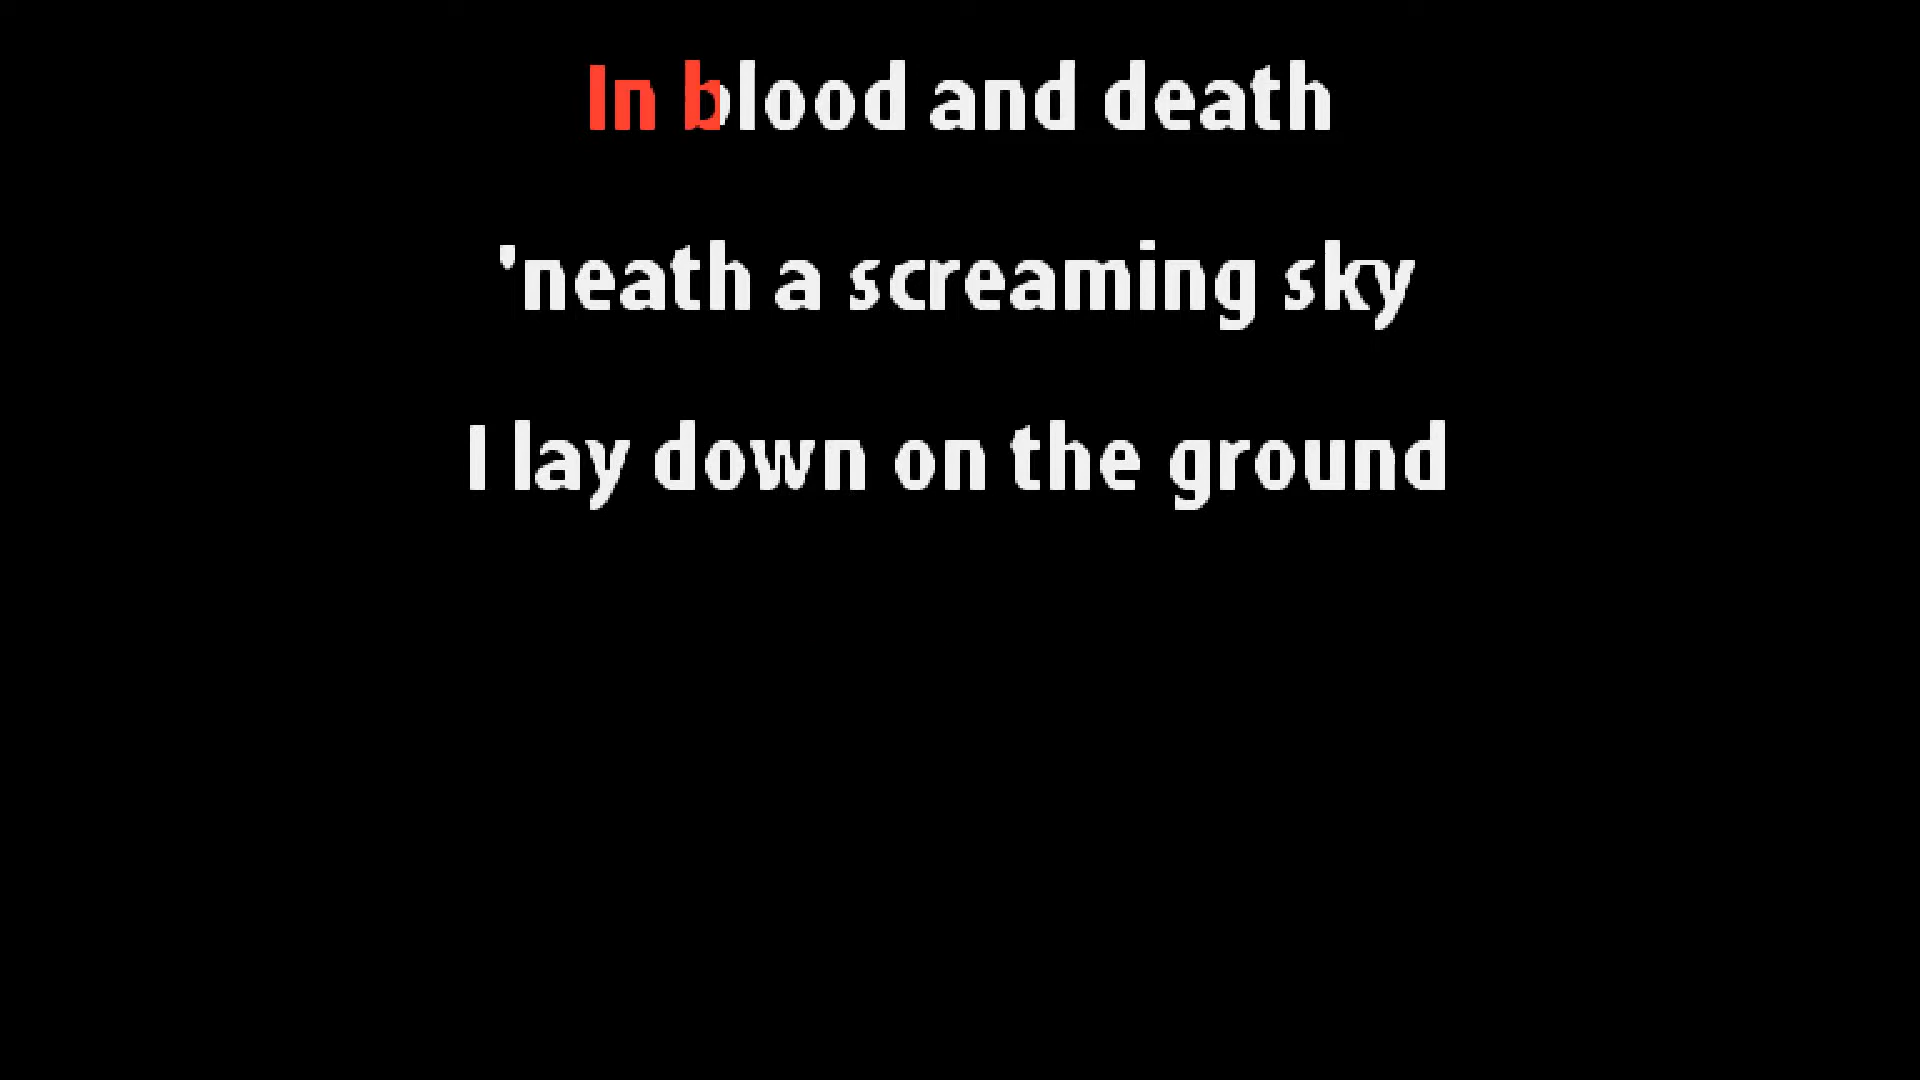 In blood and death
'neath a screaming sky
I lay down on the ground